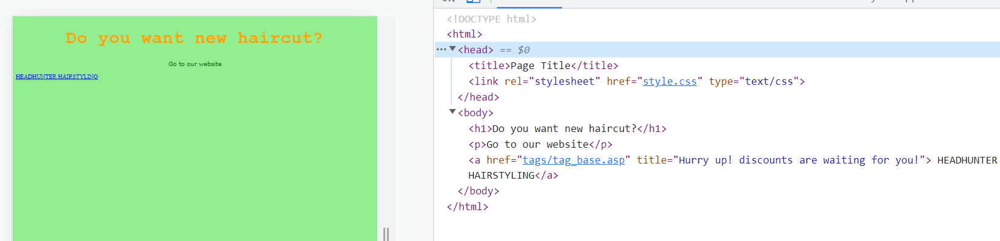 Do you want new haircut?
Go to our website
HEADHUNTER HAIRSTYLING
<!DOCTYPE html>
<html>
<head> == $0
<title>Page Title</title>
<link rel="stylesheet" href="style.css" type="text/css">
</head>
<body>
<h1>Do you want new haircut?</h1>
<p>Go to our website</p>
<a href="tags/tag_base.asp" title="Hurry up! discounts are waiting for you!"> HEADHUNTER
HAIRSTYLING</a>
</body>
</html>